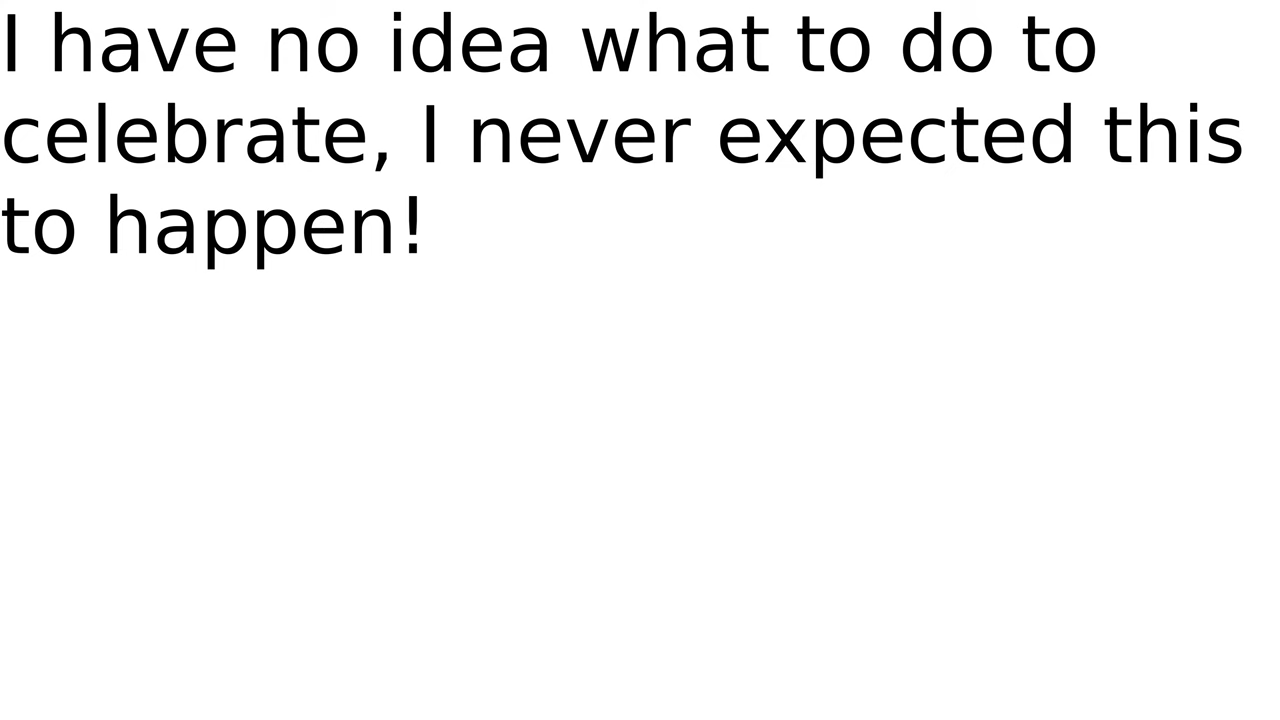 I have no idea what to do to
celebrate, I never expected this
to happen!